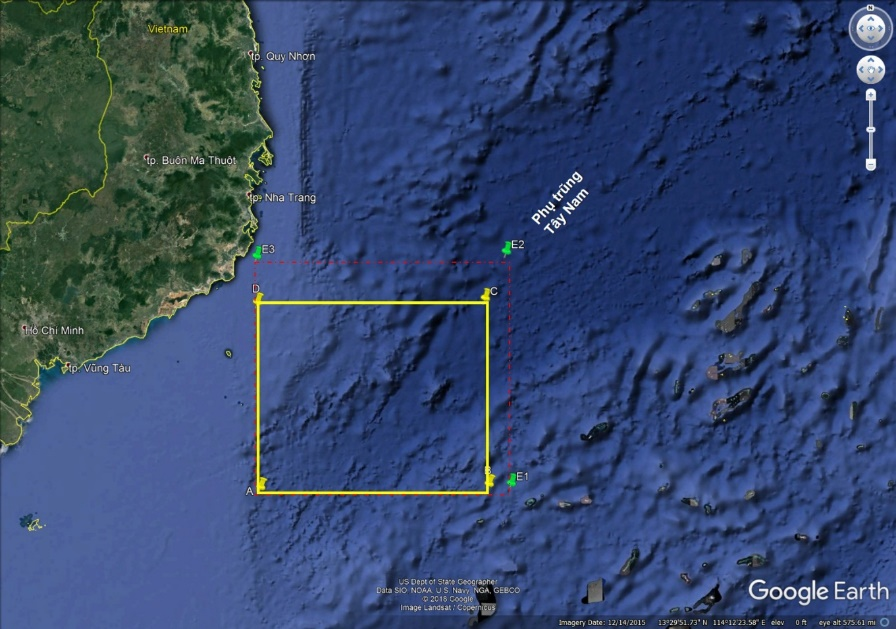 N
Vietnam
tp. Quy Nhơn
tp. Buôn Ma Thuột
tp. Nha Trang
Phụ trũng
Tây Nam
E3
E2
D
C
Hồ Chí Minh
tp. Vũng Tàu
B
E1
A
US Dept of State Geographer
Data SIO, NOAA, U.S. Navy, NGA, GEBCO
© 2018 Google
Image Landsat / Copernicus
Google Earth
Imagery Date: 12/14/2015 13°29'51.73" N 114°12'23.58" E elev 0 ft eye alt 575.61 mi